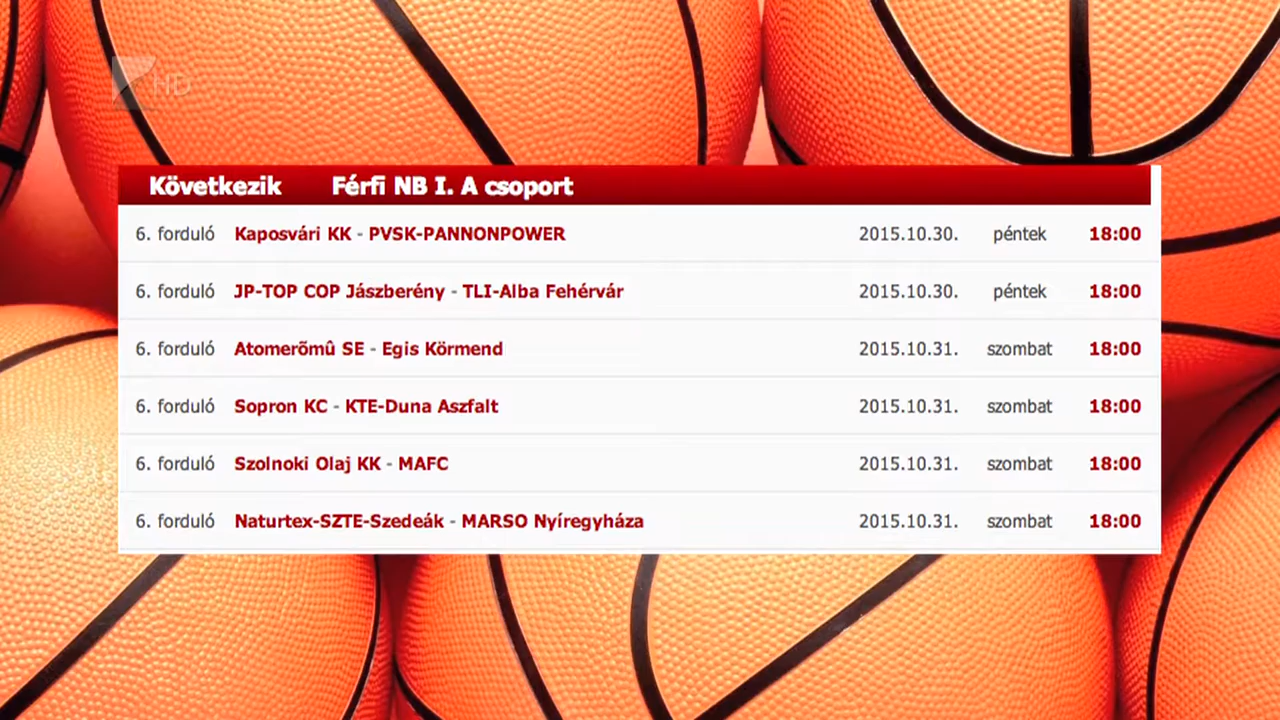 HD
Következik Férfi NB I. A csoport
6. forduló Kaposvári KK - PVSK-PANNONPOWER 2015.10.30. péntek 18:00
6. forduló JP-TOP COP Jászberény - TLI-Alba Fehérvár 2015.10.30. péntek 18:00
6. forduló Atomerõmû SE - Egis Körmend 2015.10.31. szombat 18:00
6. forduló Sopron KC - KTE-Duna Aszfalt 2015.10.31. szombat 18:00
6. forduló Szolnoki Olaj KK - MAFC 2015.10.31. szombat 18:00
6. forduló Naturtex-SZTE-Szedeák - MARSO Nyíregyháza 2015.10.31. szombat 18:00